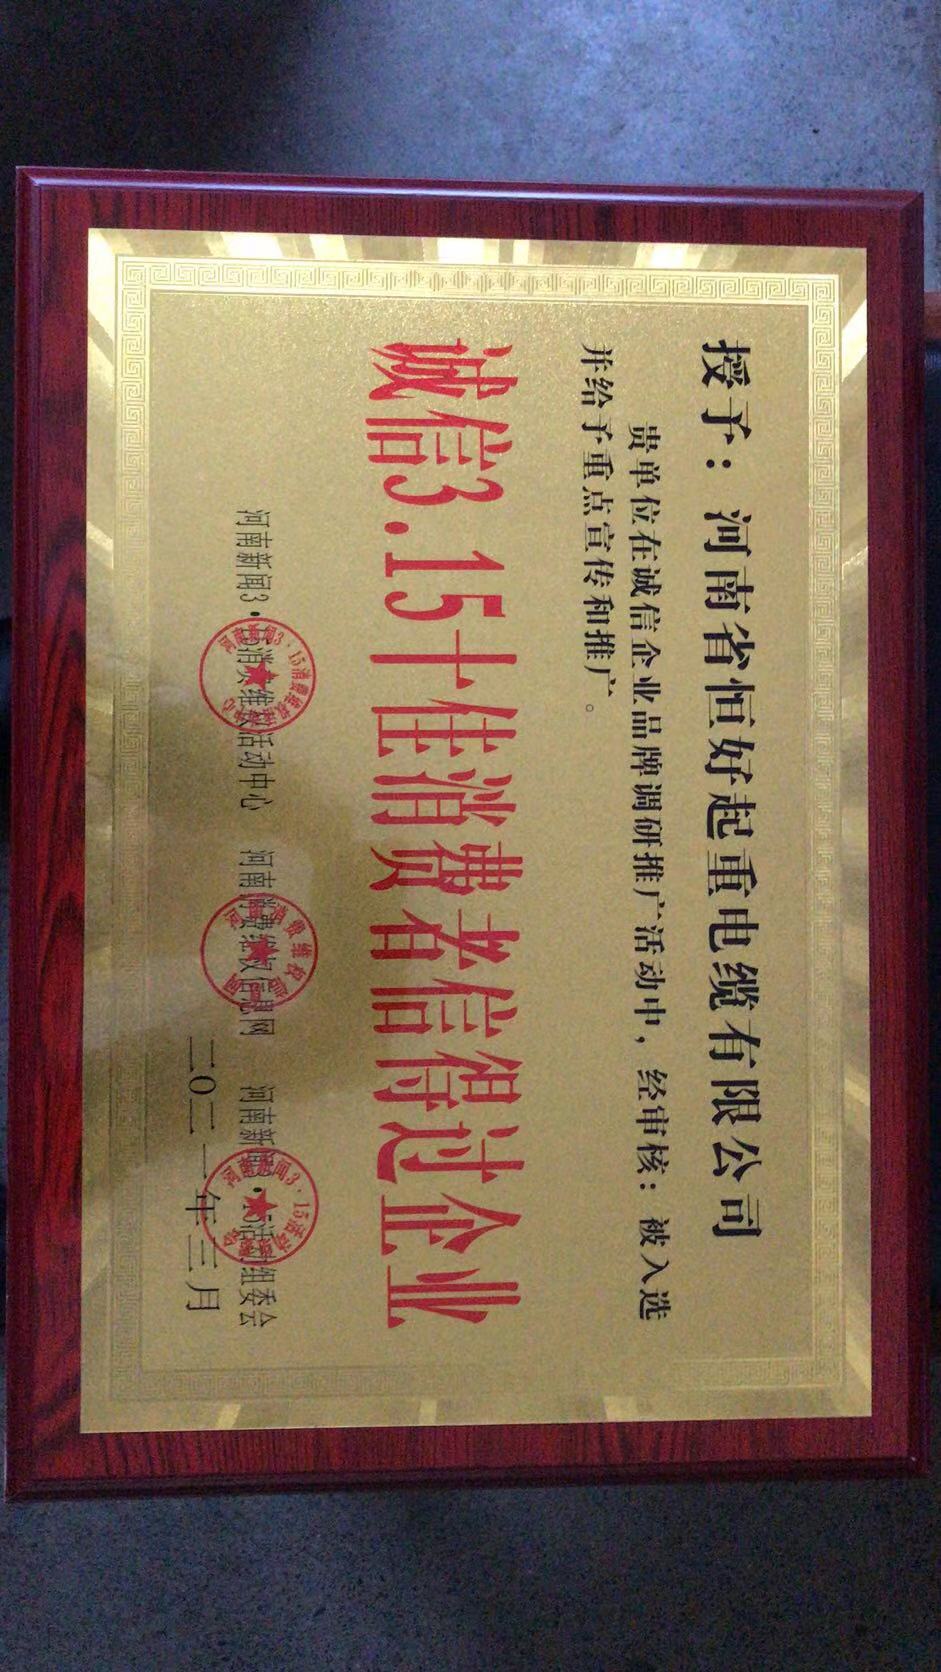 授予：河南省恒好起重电缆有限公司
贵单位在诚信企业品牌调研推广活动中，经审核：被入选
并给予重点宣传和推广。
诚信3.15十佳消费者信得过企业
河南新闻3·15消费维权活动中心 河南消费维权信息网 河南新闻3·15活动组委会
二〇二一年三月